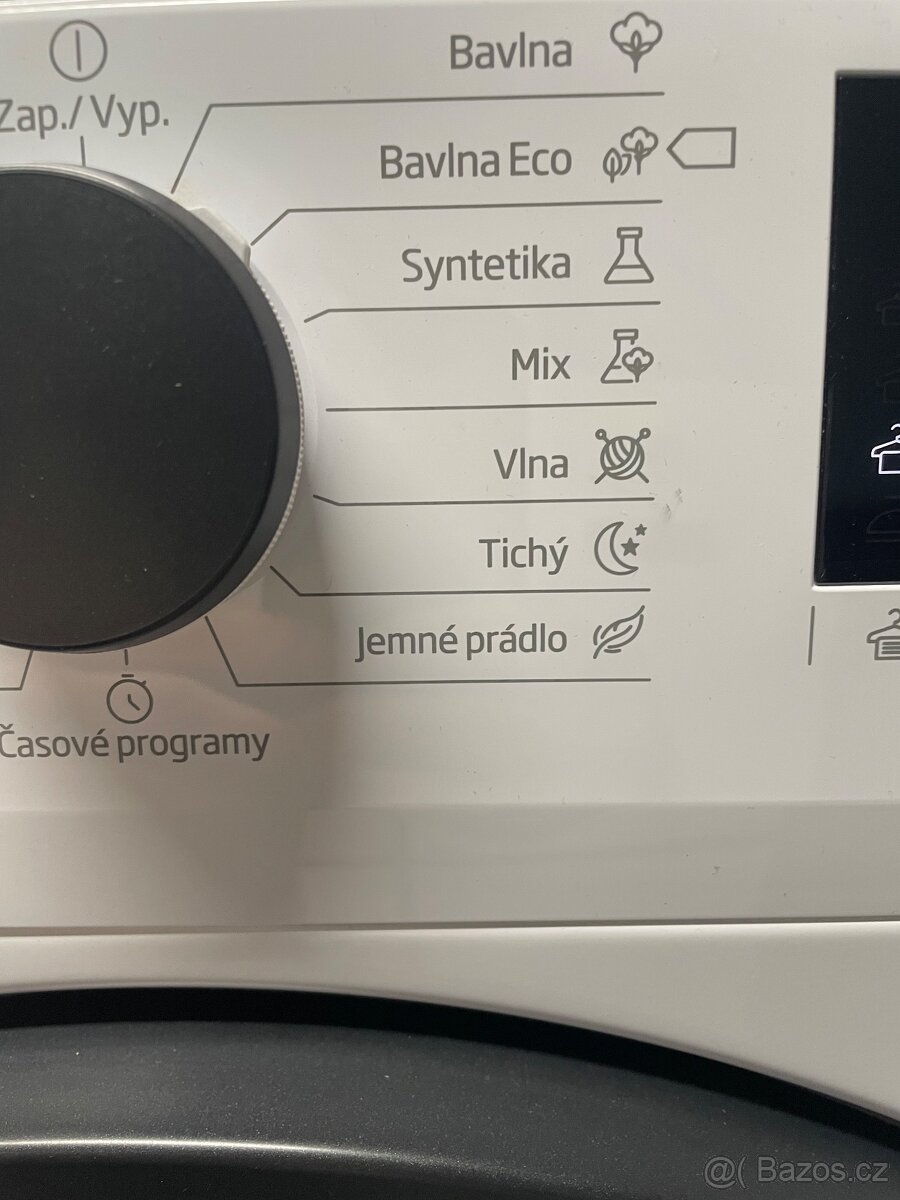 Bavlna
Zap./ Vyp.
Bavlna Eco
Syntetika
Mix
Vlna
Tichý
Jemné prádlo
Časové programy
@( Bazos.cz